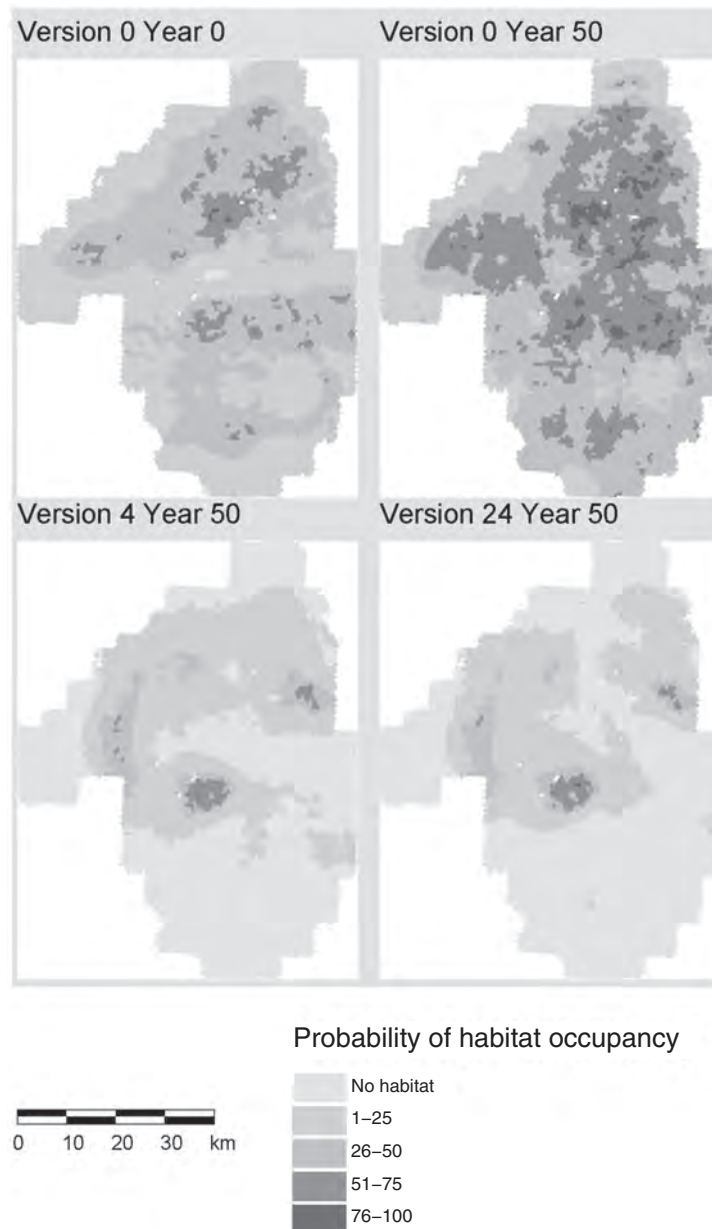 Version 0 Year 0
Version 0 Year 50
Version 4 Year 50
Version 24 Year 50
Probability of habitat occupancy
No habitat
1–25
26–50
51–75
76–100
0 10 20 30 km